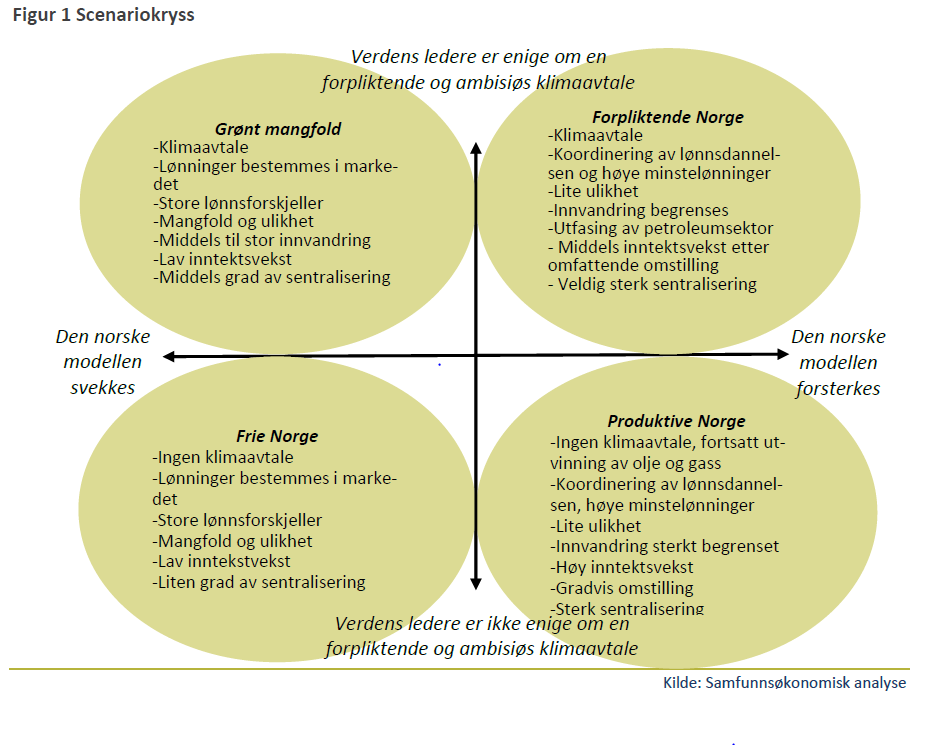 Figur 1 Scenariokryss
Verdens ledere er enige om en
forpliktende og ambisiøs klimaavtale
Grønt mangfold
-Klimaavtale
-Lønninger bestemmes i marke-
det
-Store lønnsforskjeller
-Mangfold og ulikhet
-Middels til stor innvandring
-Lav inntektsvekst
-Middels grad av sentralisering
Forpliktende Norge
-Klimaavtale
-Koordinering av lønnsdannel-
sen og høye minstelønninger
-Lite ulikhet
-Innvandring begrenses
-Utfasing av petroleumsektor
- Middels inntektsvekst etter
omfattende omstilling
- Veldig sterk sentralisering
Den norske
modellen
svekkes
Den norske
modellen
forsterkes
Frie Norge
-Ingen klimaavtale
-Lønninger bestemmes i marke-
det
-Store lønnsforskjeller
-Mangfold og ulikhet
-Lav inntekstvekst
-Liten grad av sentralisering
Produktive Norge
-Ingen klimaavtale, fortsatt ut-
vinning av olje og gass
-Koordinering av lønnsdannel-
sen, høye minstelønninger
-Lite ulikhet
-Innvandring sterkt begrenset
-Høy inntektsvekst
-Gradvis omstilling
-Sterk sentralisering
Verdens ledere er ikke enige om en
forpliktende og ambisiøs klimaavtale
Kilde: Samfunnsøkonomisk analyse